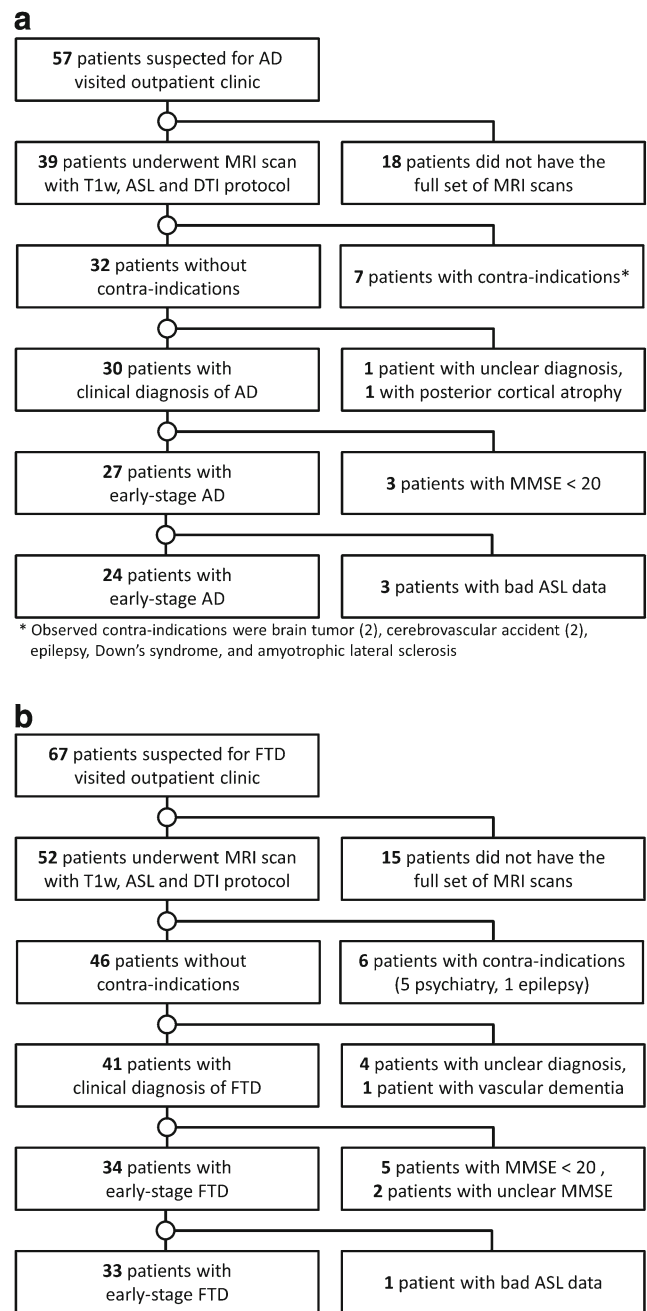 a
57 patients suspected for AD
visited outpatient clinic
39 patients underwent MRI scan
with T1w, ASL and DTI protocol
18 patients did not have the
full set of MRI scans
32 patients without
contra-indications
7 patients with contra-indications*
30 patients with
clinical diagnosis of AD
1 patient with unclear diagnosis,
1 with posterior cortical atrophy
27 patients with
early-stage AD
3 patients with MMSE < 20
24 patients with
early-stage AD
3 patients with bad ASL data
* Observed contra-indications were brain tumor (2), cerebrovascular accident (2),
epilepsy, Down's syndrome, and amyotrophic lateral sclerosis
b
67 patients suspected for FTD
visited outpatient clinic
52 patients underwent MRI scan
with T1w, ASL and DTI protocol
15 patients did not have the
full set of MRI scans
46 patients without
contra-indications
6 patients with contra-indications
(5 psychiatry, 1 epilepsy)
41 patients with
clinical diagnosis of FTD
4 patients with unclear diagnosis,
1 patient with vascular dementia
34 patients with
early-stage FTD
5 patients with MMSE < 20 ,
2 patients with unclear MMSE
33 patients with
early-stage FTD
1 patient with bad ASL data